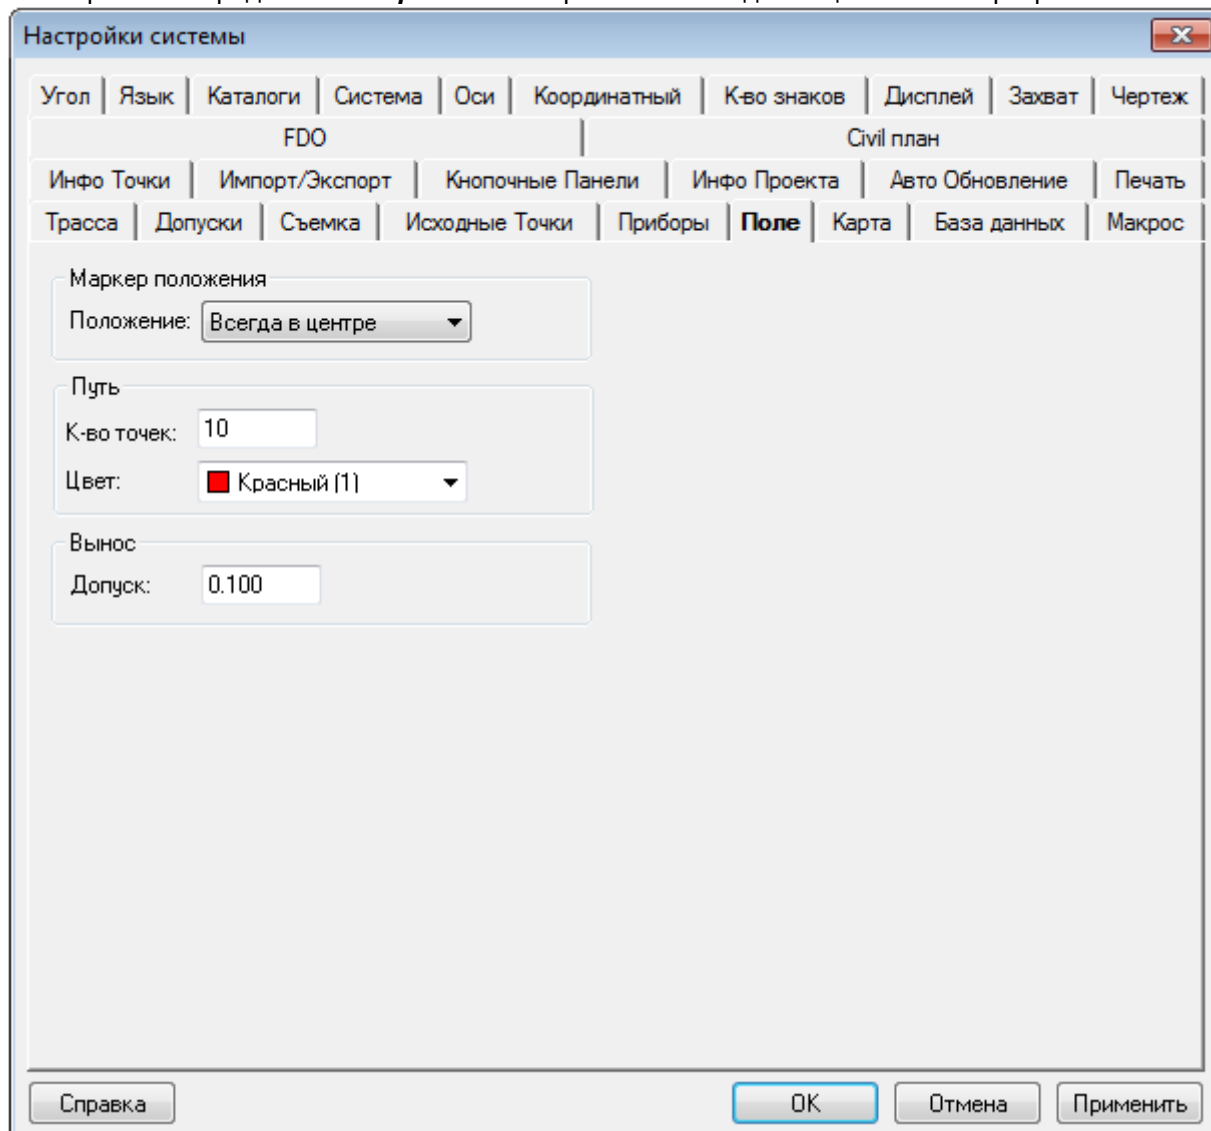 Настройки системы
Угол Язык Каталоги Система Оси Координатный К-во знаков Дисплей Захват Чертеж
FDO Civil план
Инфо Точки Импорт/Экспорт Кнопочные Панели Инфо Проекта Авто Обновление Печать
Трасса Допуски Съемка Исходные Точки Приборы Поле Карта База данных Макрос
Маркер положения
Положение: Всегда в центре
Путь
К-во точек: 10
Цвет: Красный (1)
Вынос
Допуск: 0.100
Справка OK Отмена Применить